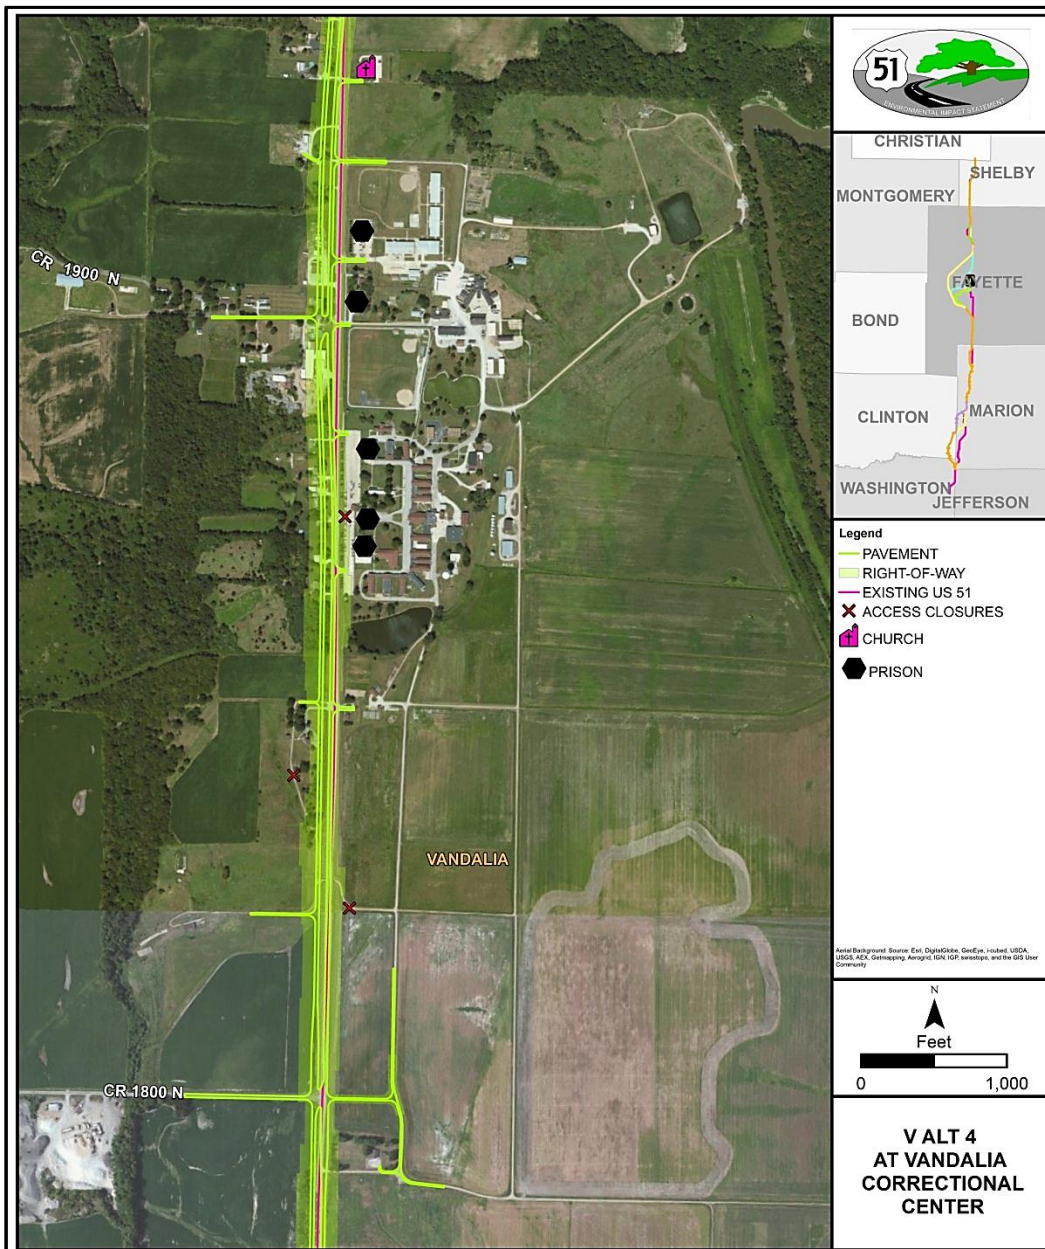 CR 1900 N
VANDALIA
CR 1800 N
51
ENVIRONMENTAL IMPACT STATEMENT
CHRISTIAN
SHELBY
MONTGOMERY
FAYETTE
BOND
CLINTON
MARION
WASHINGTON
JEFFERSON
Legend
PAVEMENT
RIGHT-OF-WAY
EXISTING US 51
ACCESS CLOSURES
CHURCH
PRISON
Aerial Background Source: Esri, DigitalGlobe, GeoEye, i-cubed, USDA,
USGS, AEX, Getmapping, Aerogrid, IGN, IGP, swisstopo, and the GIS User
Community
N
Feet
0 1,000
V ALT 4
AT VANDALIA
CORRECTIONAL
CENTER